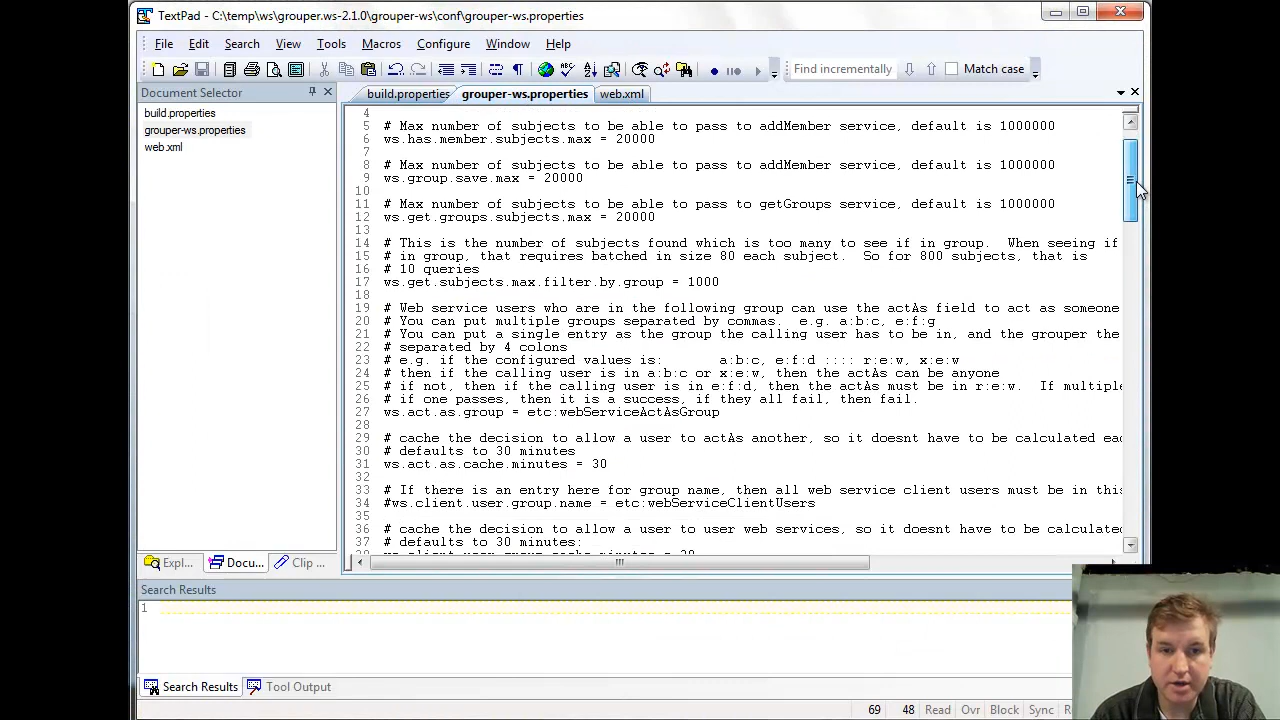 TextPad - C:\temp\ws\grouper.ws-2.1.0\grouper-ws\conf\grouper-ws.properties
File Edit Search View Tools Macros Configure Window Help
Find incrementally Match case
Document Selector
build.properties
grouper-ws.properties
web.xml
build.properties grouper-ws.properties web.xml
4
5 # Max number of subjects to be able to pass to addMember service, default is 1000000
6 ws.hac.member.subjects.max = 20000
7
8 # Max number of subjects to be able to pass to addMember service, default is 1000000
9 ws.group.save.max = 20000
10
11 # Max number of subjects to be able to pass to getGroups service, default is 1000000
12 ws.get.groups.subjects.max = 20000
13
14 # This is the number of subjects found which is too many to see if in group.  When seeing if
15 # in group, that requires batched in size 80 each subject.  So for 800 subjects, that is
16 # 10 queries
17 ws.get.subjects.max.filter.by.group = 1000
18
19 # Web service users who are in the following group can use the actAs field to act as someone
20 # You can put multiple groups separated by commas.  e.g. a:b:c, e:f:g
21 # You can put a single entry as the group the calling user has to be in, and the grouper the
22 # separated by 4 colons
23 # e.g. if the configured values is:       a:b:c, e:f:d :::: r:e:w, x:e:w
24 # then if the calling user is in a:b:c or x:e:w, then the actAs can be anyone
25 # if not, then if the calling user is in e:f:d, then the actAs must be in r:e:w.  If multiple
26 # if one passes, then it is a success, if they all fail, then fail.
27 ws.act.as.group = etc:webServiceActAsGroup
28
29 # cache the decision to allow a user to actAs another, so it doesnt have to be calculated eac
30 # defaults to 30 minutes
31 ws.act.as.cache.minutes = 30
32
33 # If there is an entry here for group name, then all web service client users must be in this
34 #ws.client.user.group.name = etc:webServiceClientUsers
35
36 # cache the decision to allow a user to user web services, so it doesnt have to be calculated
37 # defaults to 30 minutes:
Expl... Docu... Clip ...
Search Results
1
Search Results Tool Output
69 48 Read Ovr Block Sync